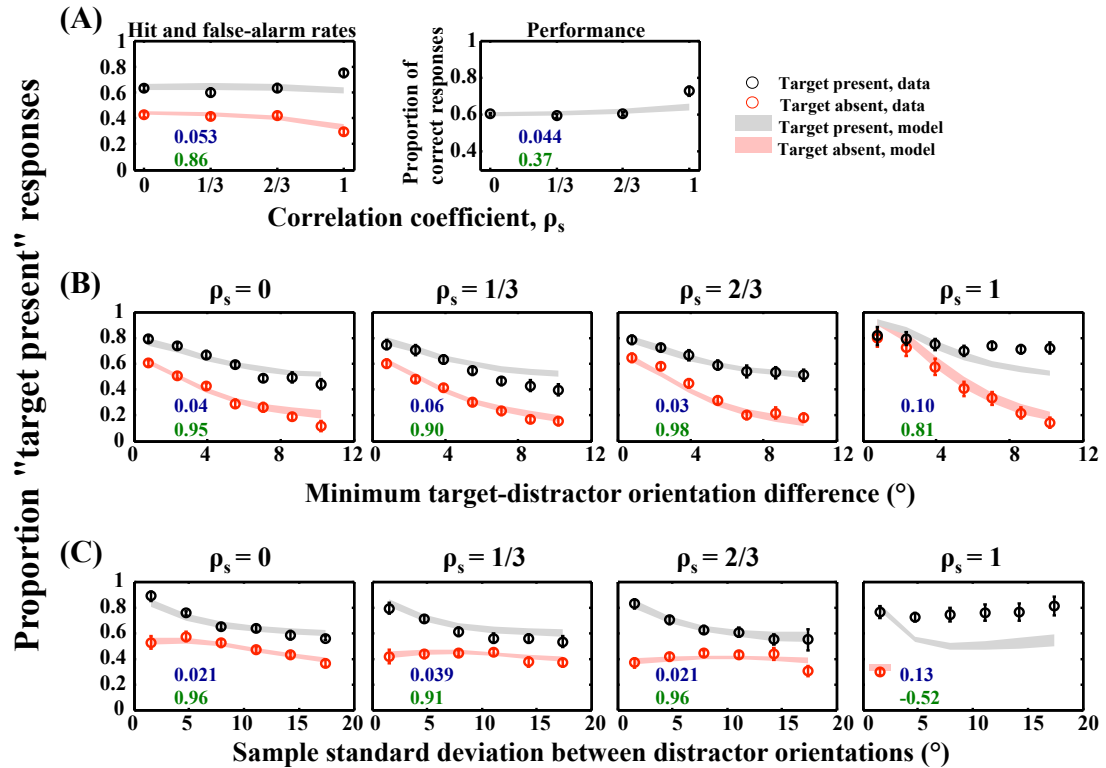 (A)
Hit and false-alarm rates
Performance
Proportion "target present" responses
1
0.8
0.6
0.4
0.2
0
0.053
0.86
0
1/3
2/3
1
Proportion of
correct responses
1
0.8
0.6
0.4
0.044
0.37
0
1/3
2/3
1
Target present, data
Target absent, data
Target present, model
Target absent, model
Correlation coefficient, ρs
(B)
ρs = 0
ρs = 1/3
ρs = 2/3
ρs = 1
1
0.8
0.6
0.4
0.2
0
0.04
0.95
0.06
0.90
0.03
0.98
0.10
0.81
0 4 8 12
0 4 8 12
0 4 8 12
0 4 8 12
Minimum target-distractor orientation difference (°)
(C)
ρs = 0
ρs = 1/3
ρs = 2/3
ρs = 1
1
0.8
0.6
0.4
0.2
0
0.021
0.96
0.039
0.91
0.021
0.96
0.13
-0.52
0 5 10 15 20
0 5 10 15 20
0 5 10 15 20
0 5 10 15 20
Sample standard deviation between distractor orientations (°)